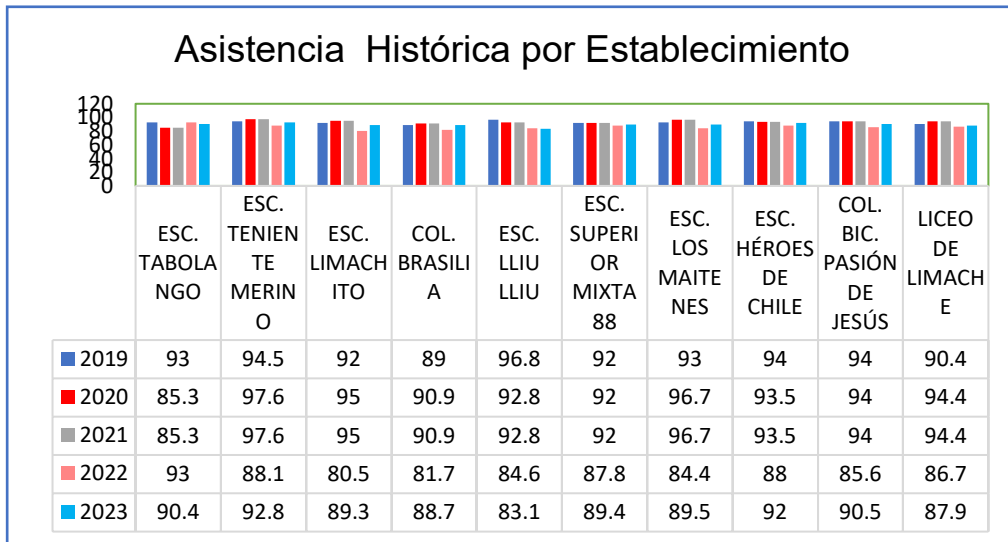 Asistencia  Histórica por Establecimiento
120
100
80
60
40
20
0
ESC.
TABOLA
NGO
ESC.
TENIEN
TE
MERIN
O
ESC.
LIMACH
ITO
COL.
BRASILI
A
ESC.
LLIU
LLIU
ESC.
SUPERI
OR
MIXTA
88
ESC.
LOS
MAITE
NES
ESC.
HÉROES
DE
CHILE
COL.
BIC.
PASIÓN
DE
JESÚS
LICEO
DE
LIMACH
E
2019 93 94.5 92 89 96.8 92 93 94 94 90.4
2020 85.3 97.6 95 90.9 92.8 92 96.7 93.5 94 94.4
2021 85.3 97.6 95 90.9 92.8 92 96.7 93.5 94 94.4
2022 93 88.1 80.5 81.7 84.6 87.8 84.4 88 85.6 86.7
2023 90.4 92.8 89.3 88.7 83.1 89.4 89.5 92 90.5 87.9